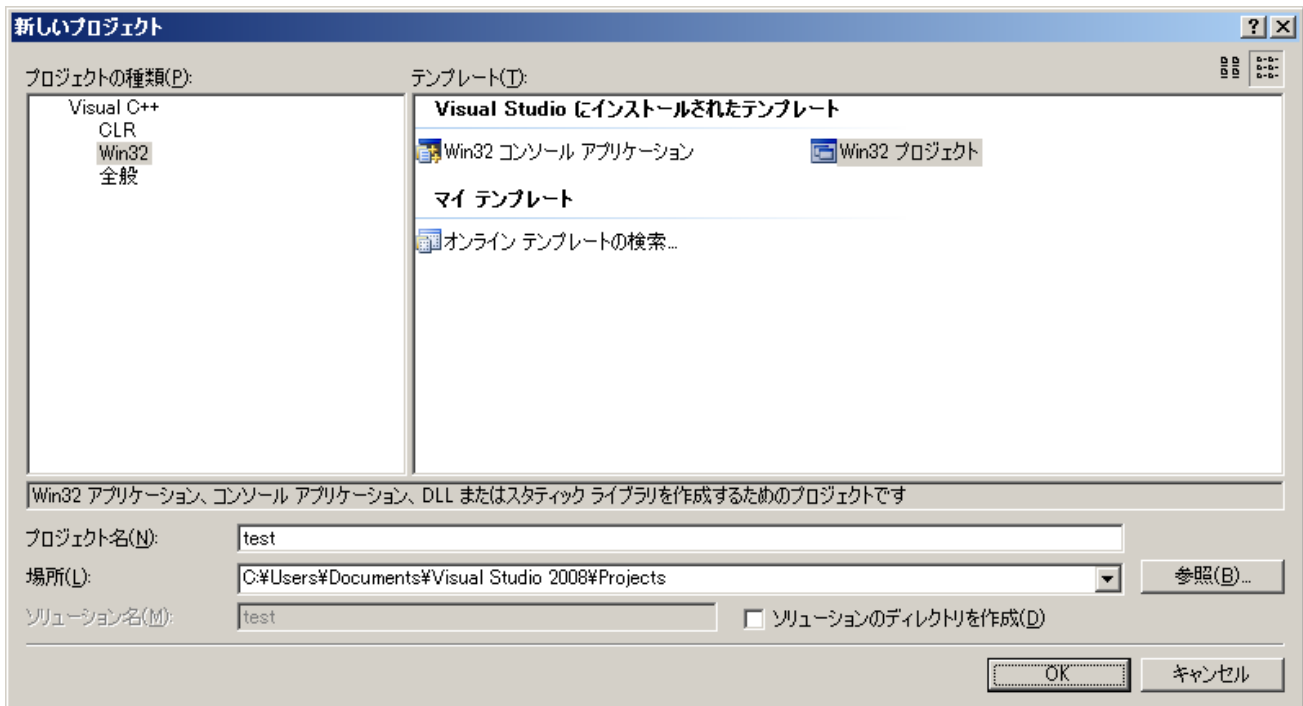 新しいプロジェクト
プロジェクトの種類(P):
テンプレート(T):
Visual C++
CLR
Win32
全般
Visual Studio にインストールされたテンプレート
Win32 コンソール アプリケーション
Win32 プロジェクト
マイ テンプレート
オンライン テンプレートの検索...
Win32 アプリケーション、コンソール アプリケーション、DLL またはスタティック ライブラリを作成するためのプロジェクトです
プロジェクト名(N):
test
場所(L):
C:¥Users¥Documents¥Visual Studio 2008¥Projects
参照(B)...
ソリューション名(M):
test
ソリューションのディレクトリを作成(D)
OK
キャンセル